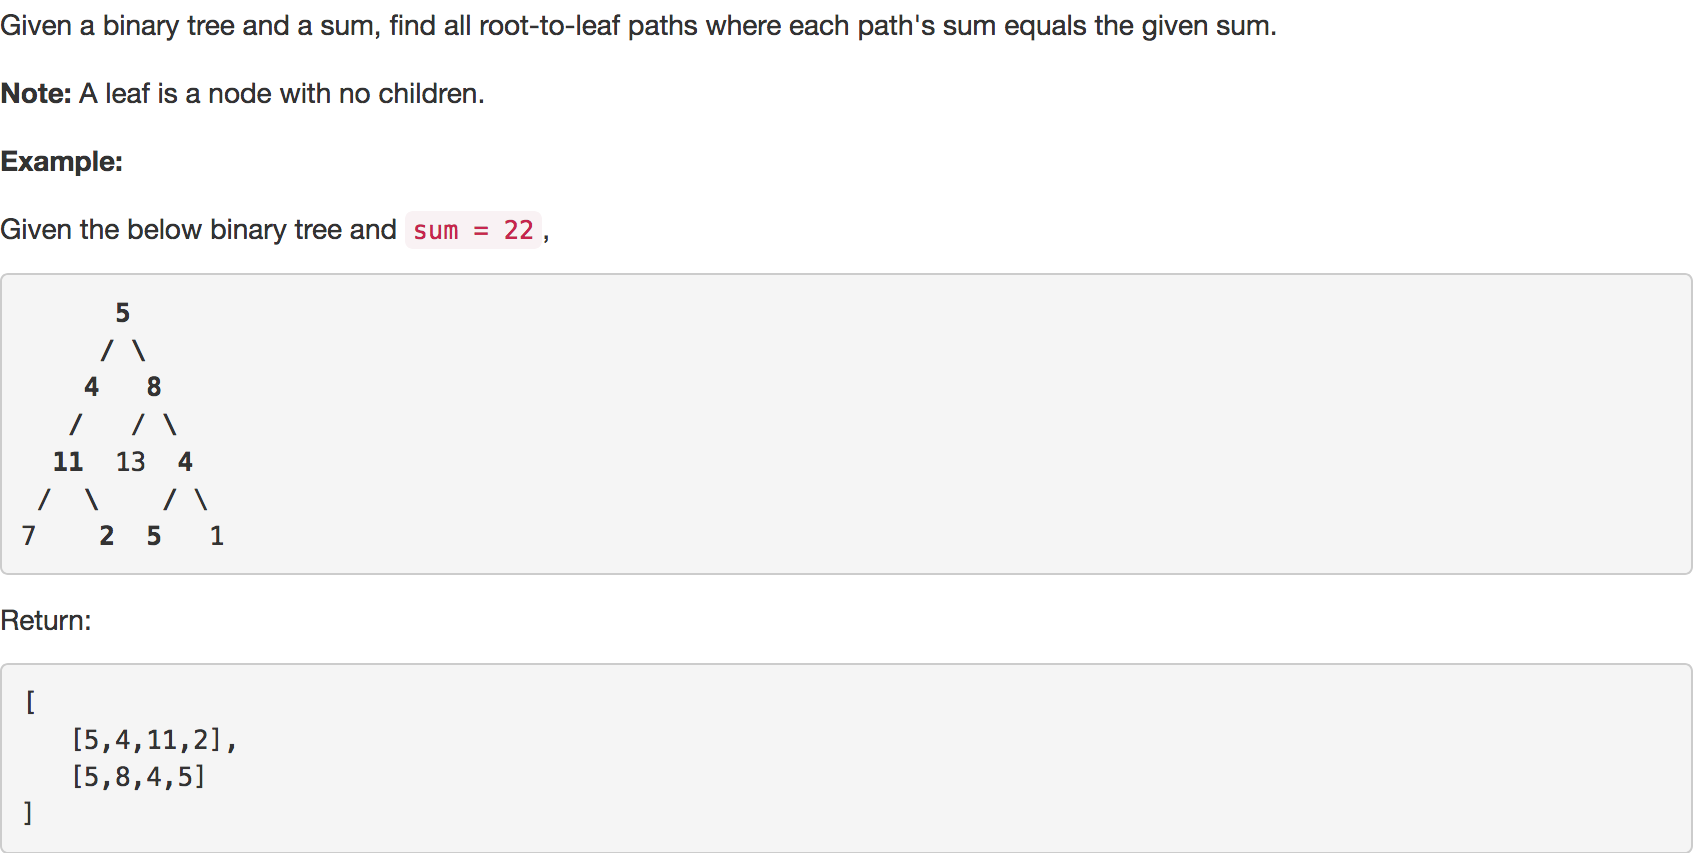 Given a binary tree and a sum, find all root-to-leaf paths where each path's sum equals the given sum.
Note: A leaf is a node with no children.
Example:
Given the below binary tree and sum = 22,
      5
     / \
    4   8
   /   / \
  11  13  4
 /  \    / \
7    2  5   1
Return:
[
   [5,4,11,2],
   [5,8,4,5]
]